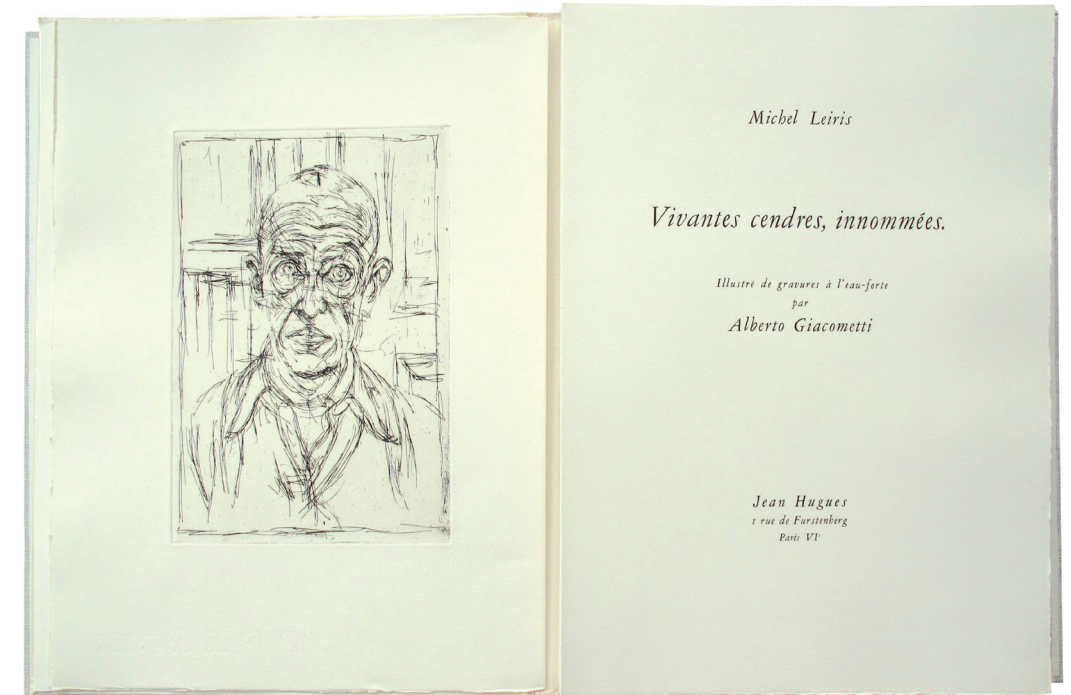 Michel Leiris
Vivantes cendres, innommées.
Illustré de gravures à l'eau-forte
par
Alberto Giacometti
Jean Hugues
1 rue de Furstenberg
Paris VIᵉ